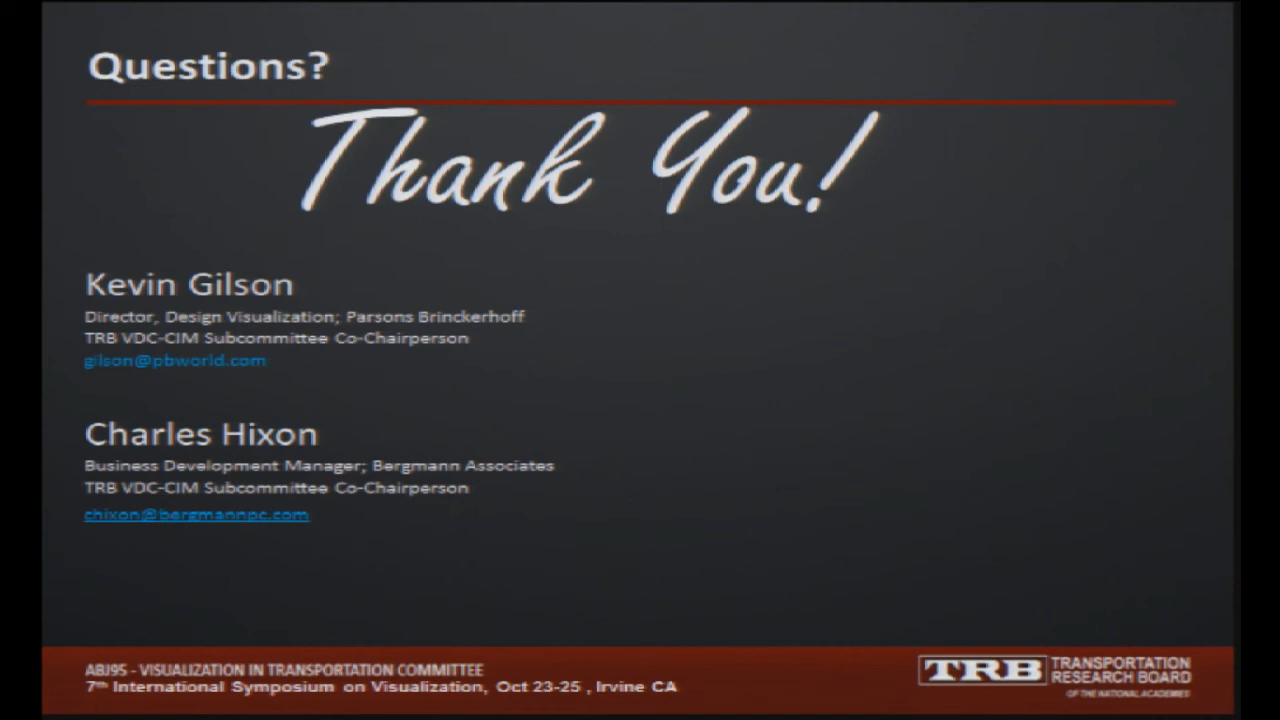 Questions?
Thank You!
Kevin Gilson
Director, Design Visualization; Parsons Brinckerhoff
TRB VDC-CIM Subcommittee Co-Chairperson
gilson@pbworld.com
Charles Hixon
Business Development Manager; Bergmann Associates
TRB VDC-CIM Subcommittee Co-Chairperson
chixon@bergmannpc.com
ABJ95 - VISUALIZATION IN TRANSPORTATION COMMITTEE
7th International Symposium on Visualization, Oct 23-25 , Irvine CA
TRB TRANSPORTATION
RESEARCH BOARD
OF THE NATIONAL ACADEMIES